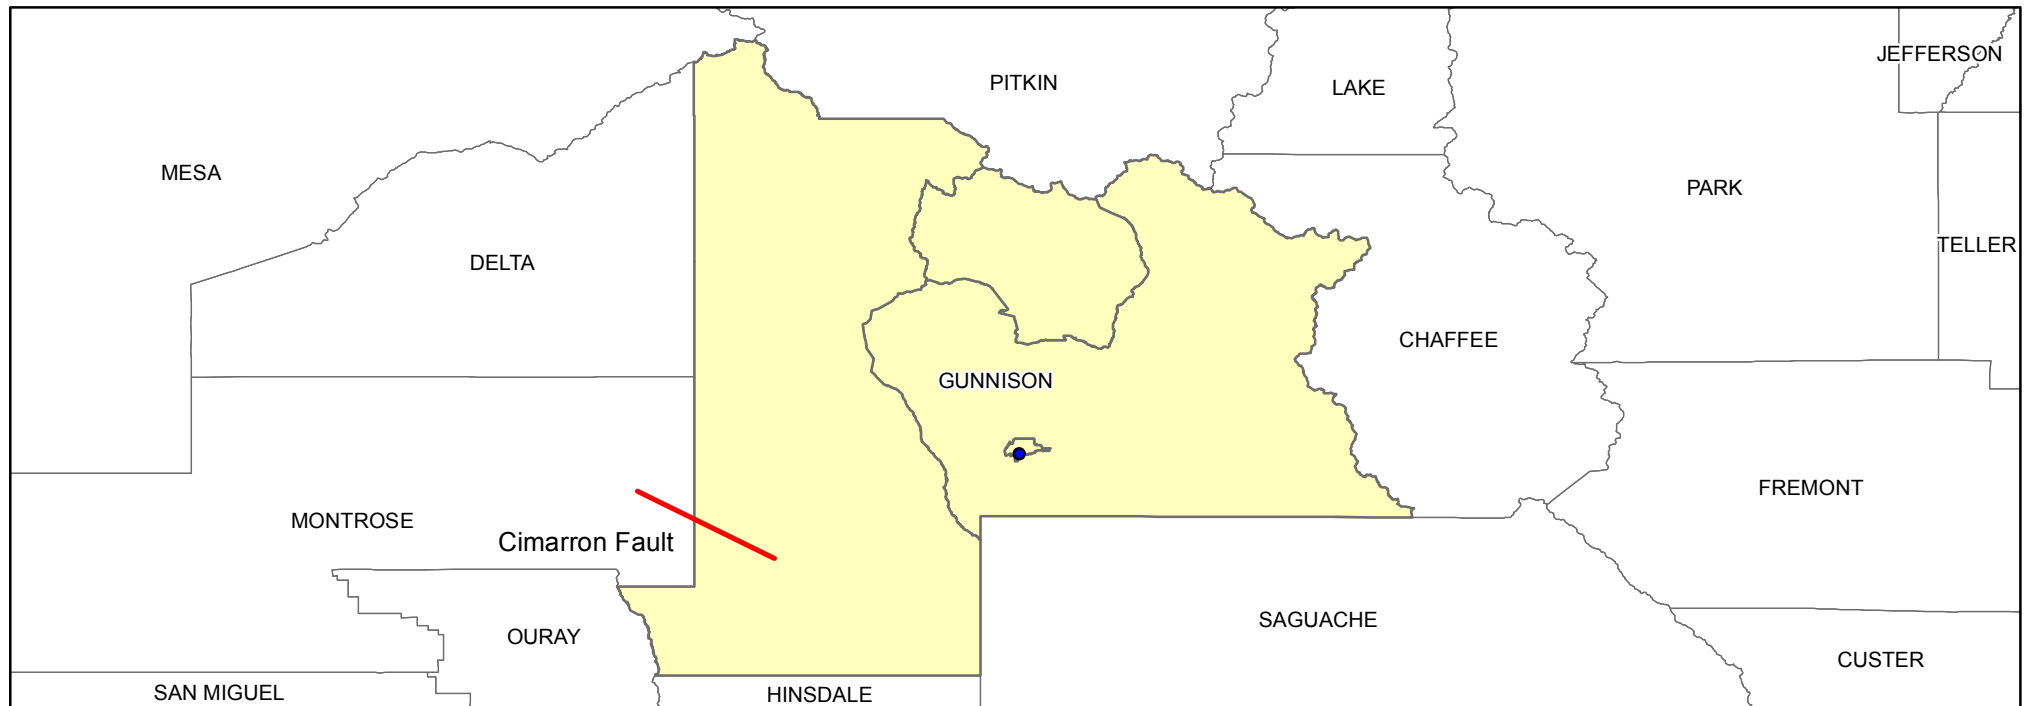 JEFFERSON
PITKIN
LAKE
MESA
PARK
TELLER
DELTA
CHAFFEE
GUNNISON
FREMONT
MONTROSE
Cimarron Fault
SAGUACHE
OURAY
CUSTER
SAN MIGUEL
HINSDALE